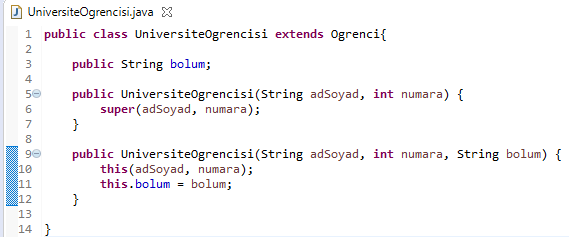 UniversiteOgrencisi.java
1 public class UniversiteOgrencisi extends Ogrenci{
2
3 public String bolum;
4
5 public UniversiteOgrencisi(String adSoyad, int numara) {
6 super(adSoyad, numara);
7 }
8
9 public UniversiteOgrencisi(String adSoyad, int numara, String bolum) {
10 this(adSoyad, numara);
11 this.bolum = bolum;
12 }
13
14 }